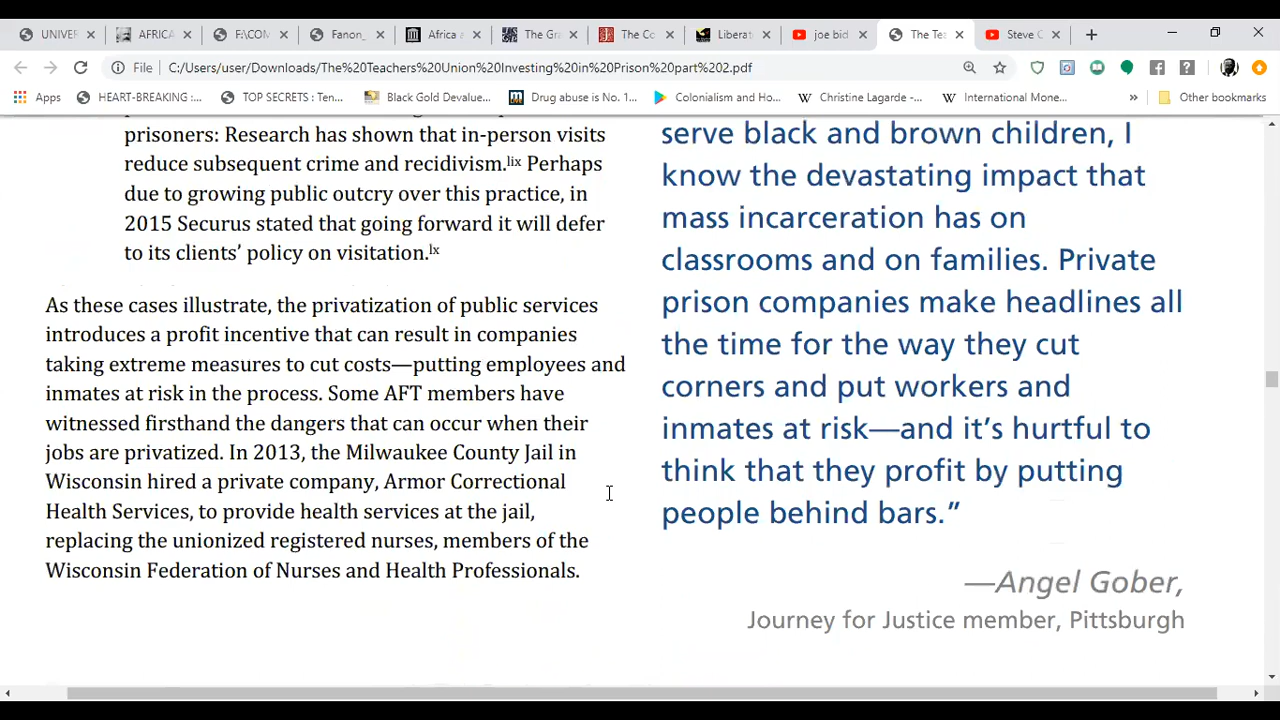 UNIVER
AFRICA
F:\COM
Fanon_
Africa a
The Gr
The Co
Liberat
joe bid
The Tea
Steve C
File
C:/Users/user/Downloads/The%20Teachers%20Union%20Investing%20in%20Prison%20part%202.pdf
Apps
HEART-BREAKING :...
TOP SECRETS : Ten...
Black Gold Devalue...
Drug abuse is No. 1...
Colonialism and Ho...
Christine Lagarde -...
International Mone...
»
Other bookmarks
prisoners: Research has shown that in-person visits
reduce subsequent crime and recidivism.lix Perhaps
due to growing public outcry over this practice, in
2015 Securus stated that going forward it will defer
to its clients’ policy on visitation.lx
As these cases illustrate, the privatization of public services
introduces a profit incentive that can result in companies
taking extreme measures to cut costs—putting employees and
inmates at risk in the process. Some AFT members have
witnessed firsthand the dangers that can occur when their
jobs are privatized. In 2013, the Milwaukee County Jail in
Wisconsin hired a private company, Armor Correctional
Health Services, to provide health services at the jail,
replacing the unionized registered nurses, members of the
Wisconsin Federation of Nurses and Health Professionals.
serve black and brown children, I
know the devastating impact that
mass incarceration has on
classrooms and on families. Private
prison companies make headlines all
the time for the way they cut
corners and put workers and
inmates at risk—and it’s hurtful to
think that they profit by putting
people behind bars.”
—Angel Gober,
Journey for Justice member, Pittsburgh